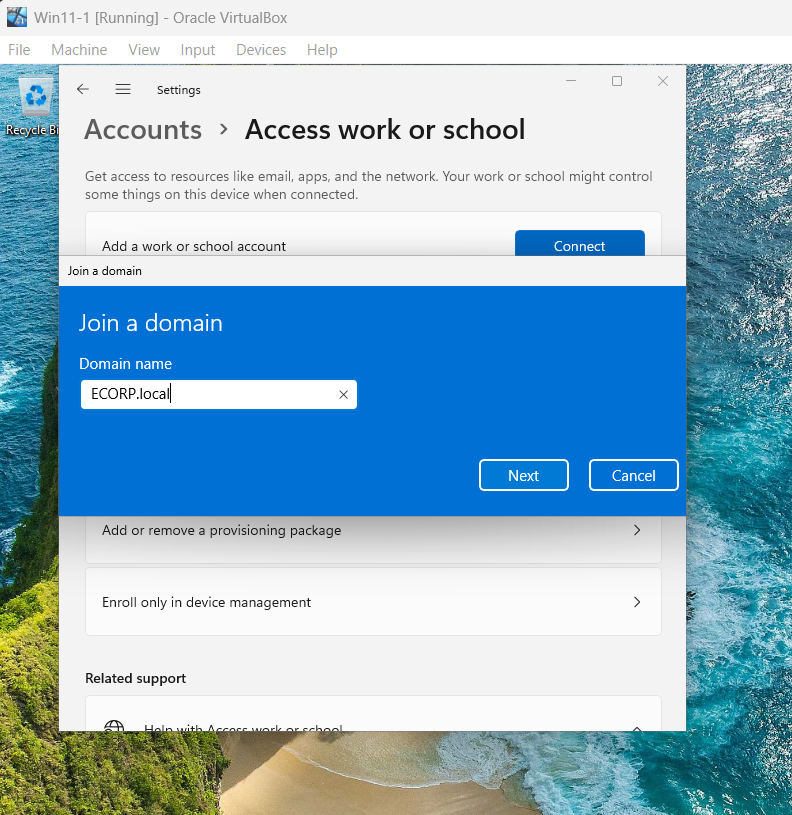 Win11-1 [Running] - Oracle VirtualBox
File Machine View Input Devices Help
Recycle Bi
Settings
Accounts > Access work or school
Get access to resources like email, apps, and the network. Your work or school might control
some things on this device when connected.
Add a work or school account
Connect
Join a domain
Join a domain
Domain name
ECORP.local
Next
Cancel
Add or remove a provisioning package
Enroll only in device management
Related support
Help with Access work or school